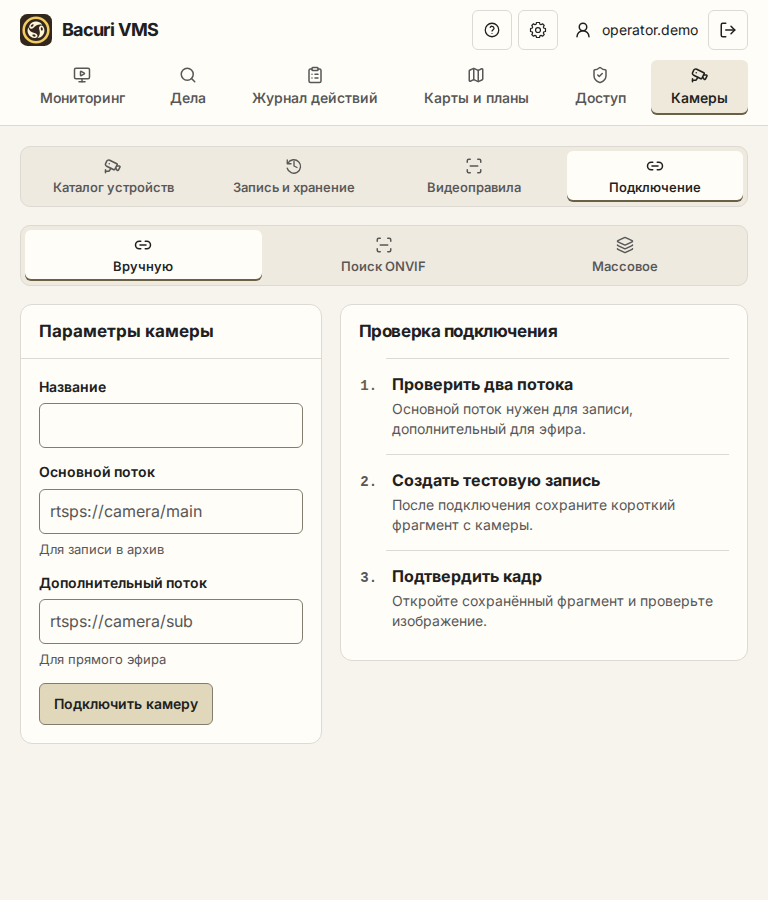 Bacuri VMS
operator.demo
Мониторинг
Дела
Журнал действий
Карты и планы
Доступ
Камеры
Каталог устройств
Запись и хранение
Видеоправила
Подключение
Вручную
Поиск ONVIF
Массовое
Параметры камеры
Название
Основной поток
rtsps://camera/main
Для записи в архив
Дополнительный поток
rtsps://camera/sub
Для прямого эфира
Подключить камеру
Проверка подключения
1. Проверить два потока
Основной поток нужен для записи,
дополнительный для эфира.
2. Создать тестовую запись
После подключения сохраните короткий
фрагмент с камеры.
3. Подтвердить кадр
Откройте сохранённый фрагмент и проверьте
изображение.